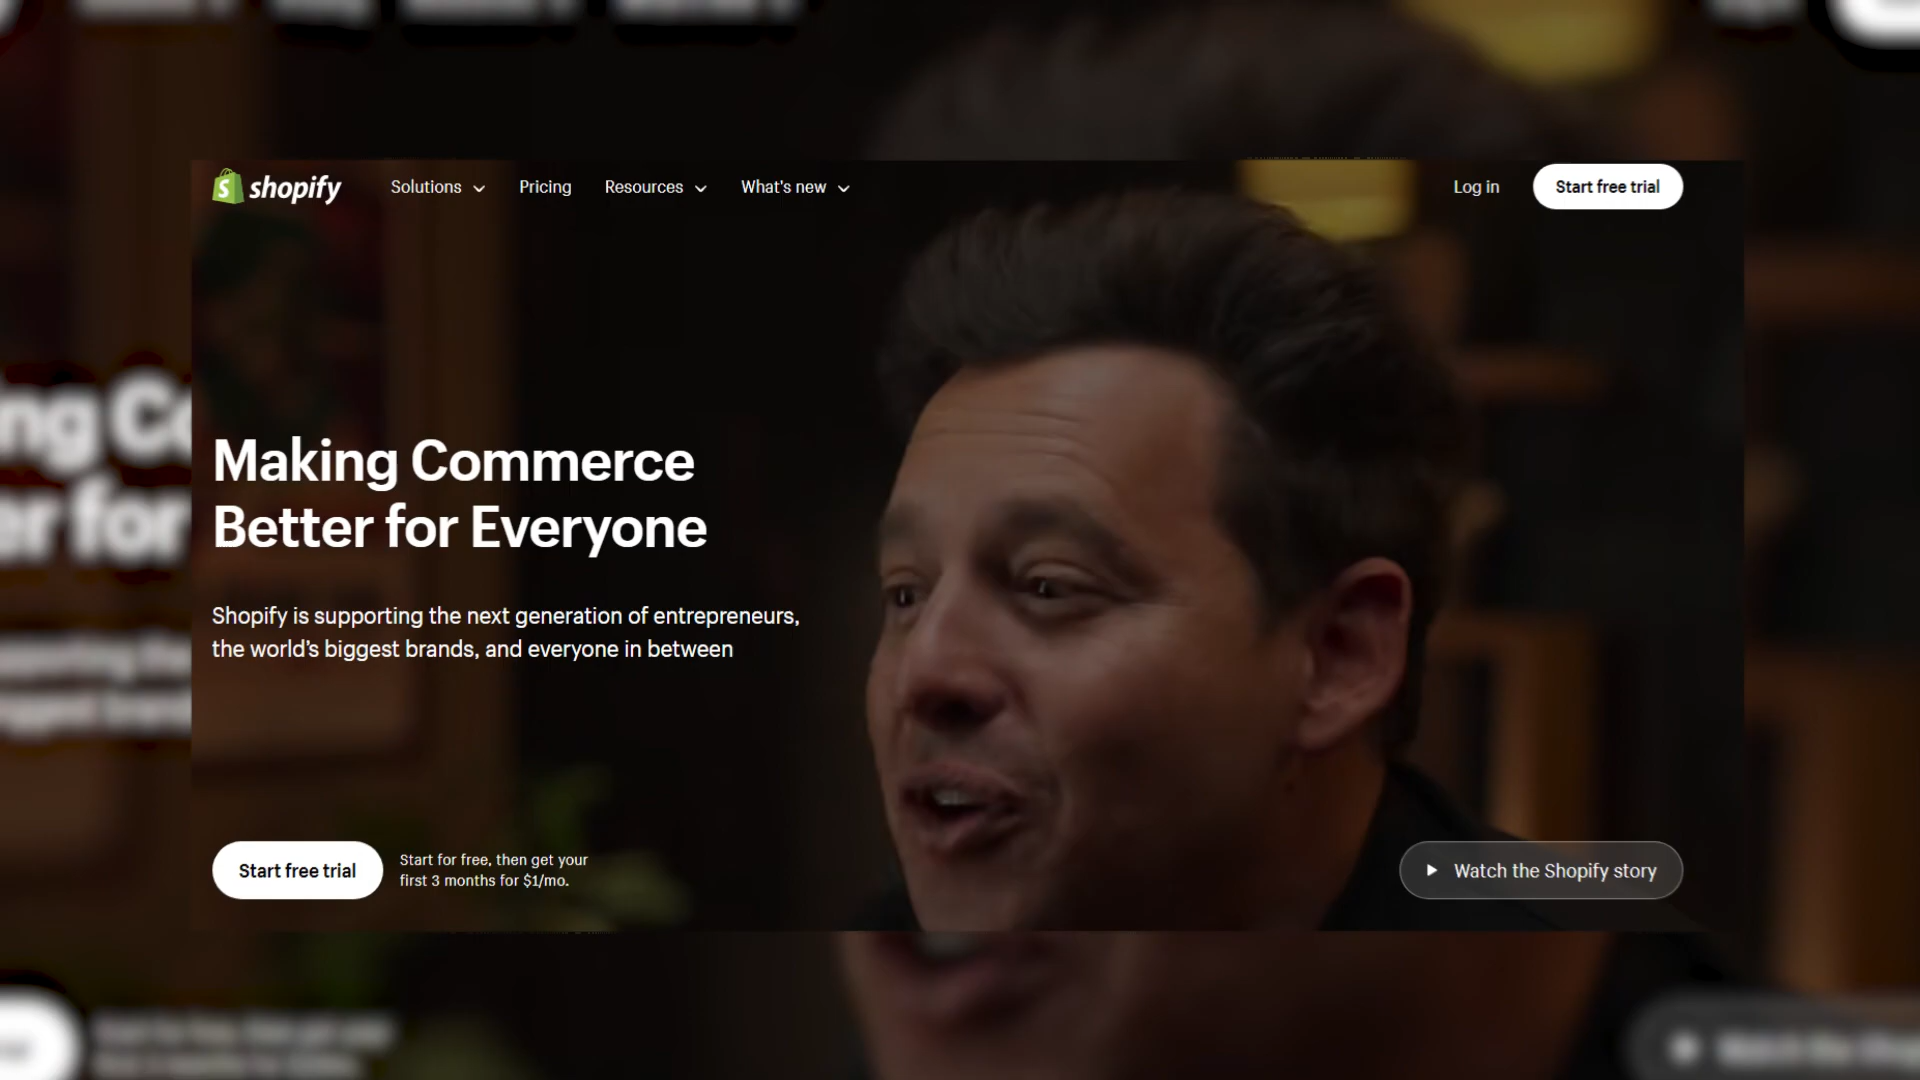 shopify
Solutions
Pricing
Resources
What's new
Log in
Start free trial
Making Commerce
Better for Everyone
Shopify is supporting the next generation of entrepreneurs,
the world's biggest brands, and everyone in between
Start free trial
Start for free, then get your
first 3 months for $1/mo.
Watch the Shopify story